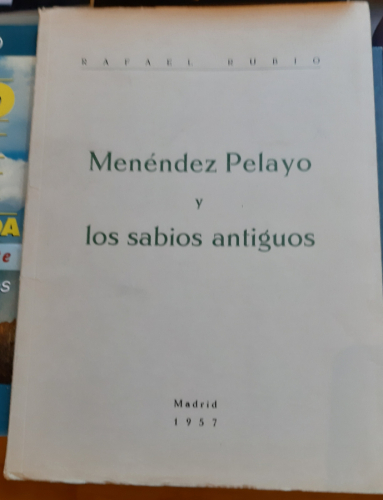 RAFAEL RUBIO
Menéndez Pelayo
y
los sabios antiguos
Madrid
1957